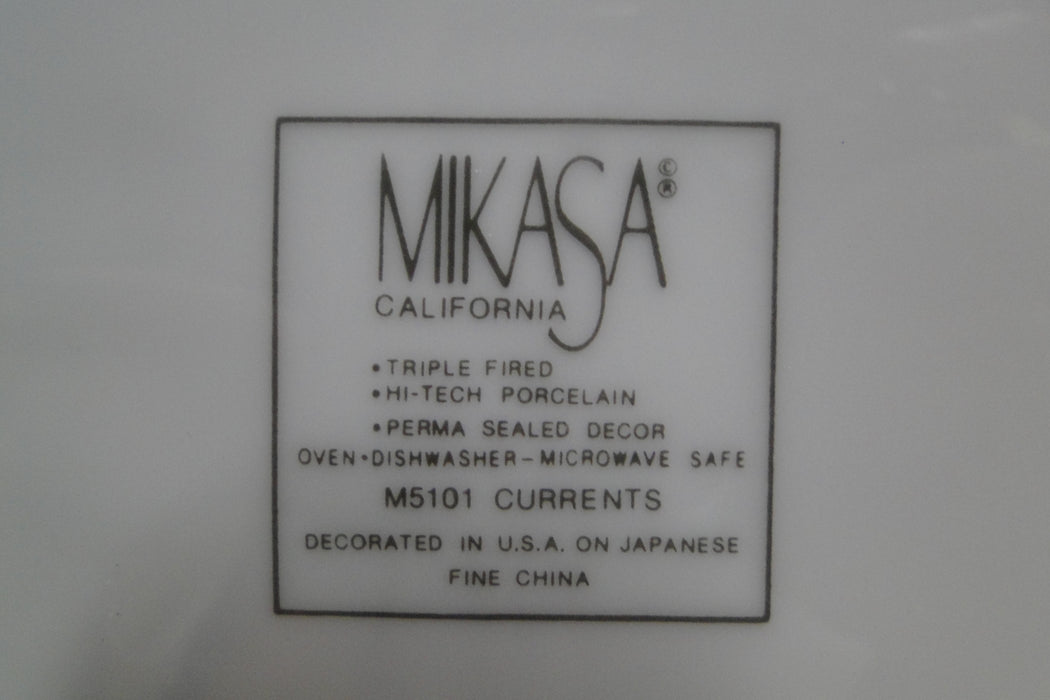 MIKASA ©®
CALIFORNIA
•TRIPLE FIRED
•HI-TECH PORCELAIN
•PERMA SEALED DECOR
OVEN•DISHWASHER-MICROWAVE SAFE
M5101 CURRENTS
DECORATED IN U.S.A. ON JAPANESE
FINE CHINA